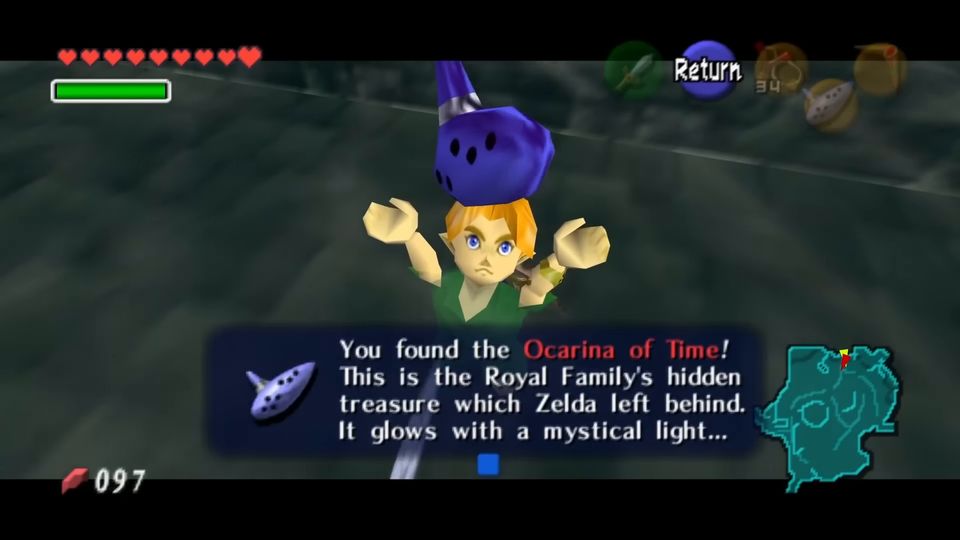 Return
34
You found the Ocarina of Time!
This is the Royal Family's hidden
treasure which Zelda left behind.
It glows with a mystical light...
097